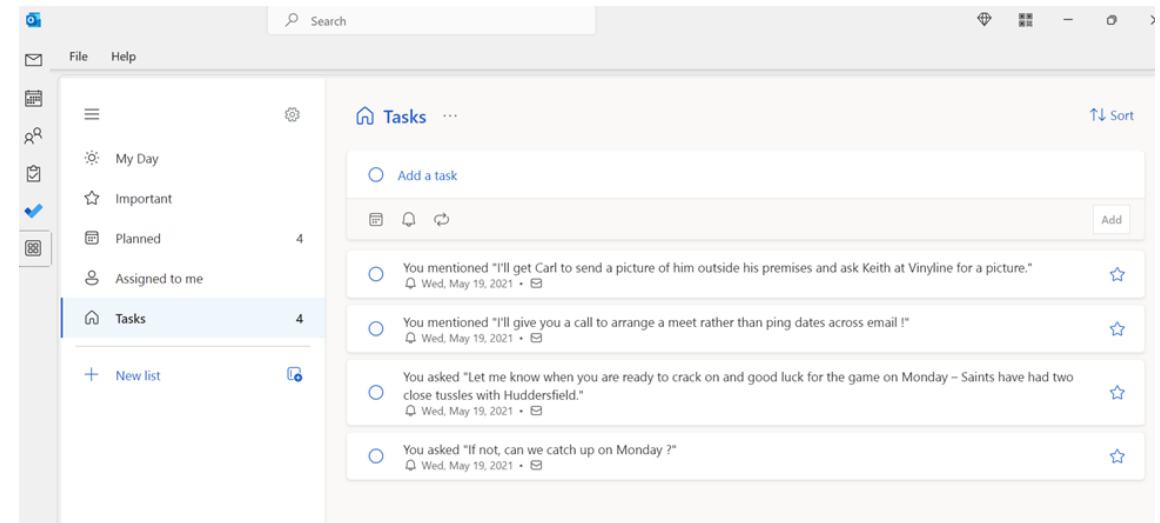 Search
File Help
Tasks ...
Sort
My Day
Important
Planned 4
Assigned to me
Tasks 4
New list
Add a task
Add
You mentioned "I'll get Carl to send a picture of him outside his premises and ask Keith at Vinyline for a picture."
Wed, May 19, 2021 •
You mentioned "I'll give you a call to arrange a meet rather than ping dates across email !"
Wed, May 19, 2021 •
You asked "Let me know when you are ready to crack on and good luck for the game on Monday – Saints have had two
close tussles with Huddersfield."
Wed, May 19, 2021 •
You asked "If not, can we catch up on Monday ?"
Wed, May 19, 2021 •